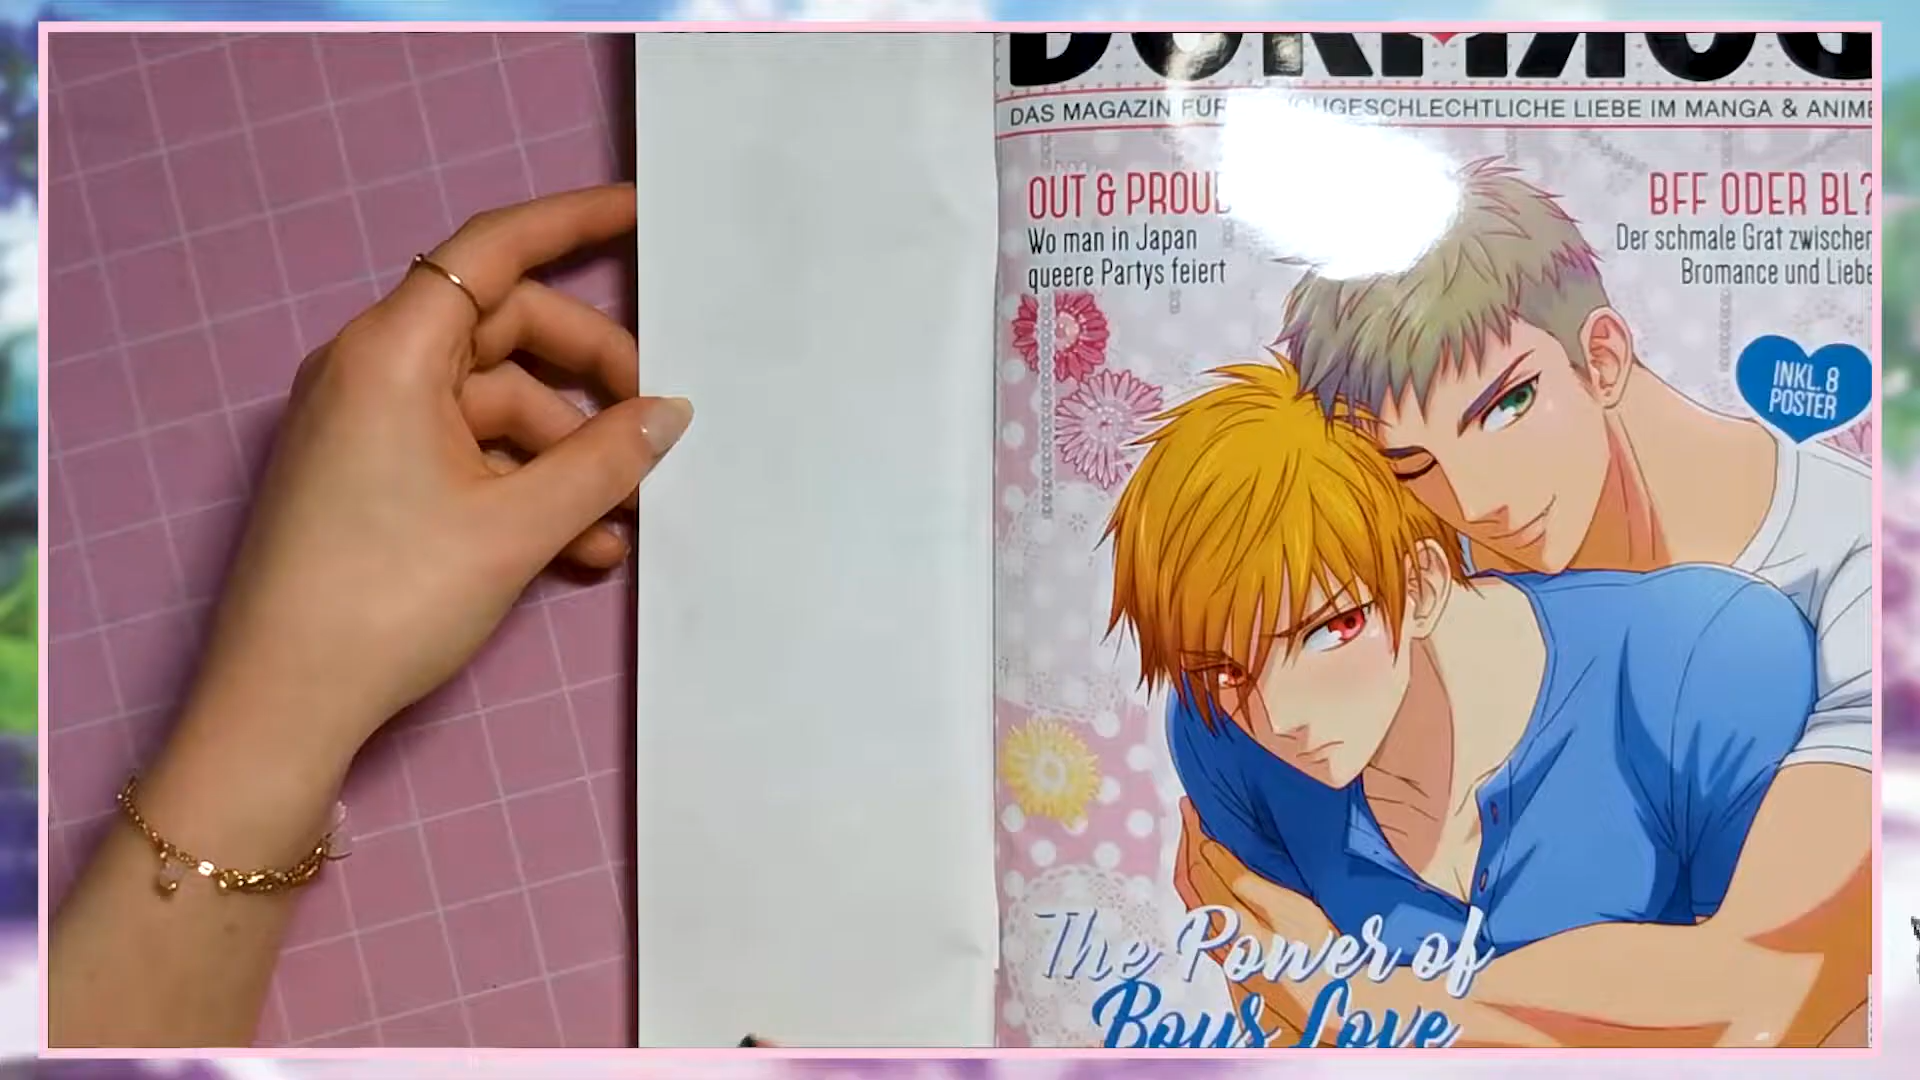 DAS MAGAZIN FÜR GESCHLECHTLICHE LIEBE IM MANGA & ANIME
OUT & PROUD
Wo man in Japan
queere Partys feiert
BFF ODER BL?
Der schmale Grat zwischen
Bromance und Liebe
INKL. 8
POSTER
The Power of
Boys Love